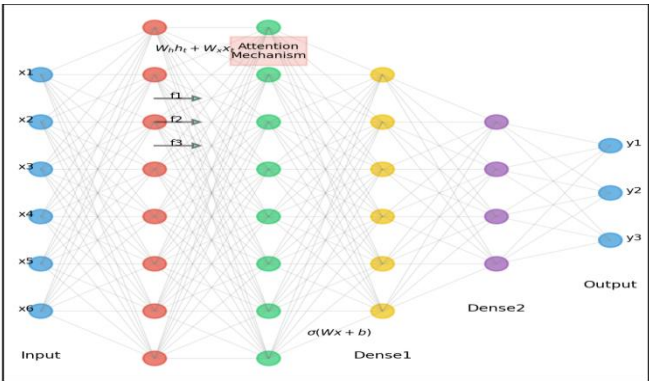 W_h h_t + W_x x_t
Attention
Mechanism
x1
f1
x2
f2
y1
f3
x3
y2
x4
y3
x5
Output
x6
Dense2
σ(Wx + b)
Input
Dense1